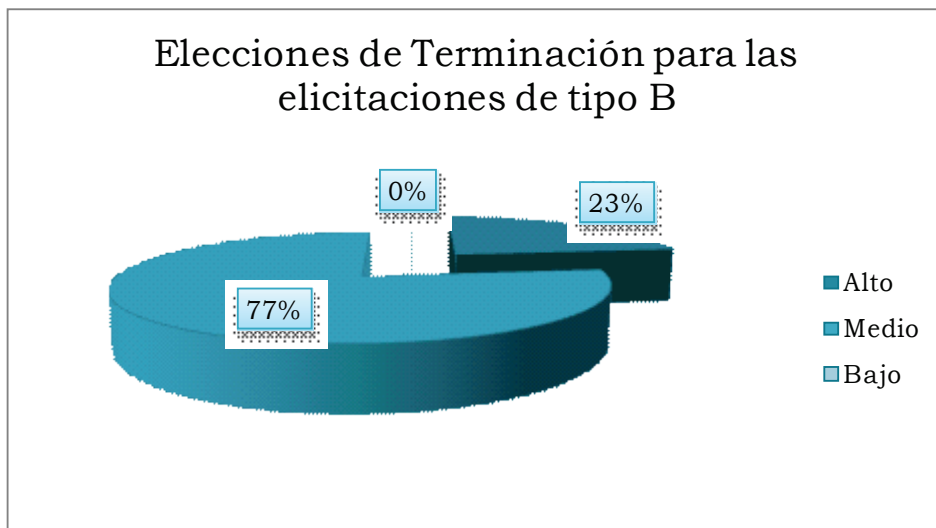 Elecciones de Terminación para las
elicitaciones de tipo B
0%
23%
77%
Alto
Medio
Bajo